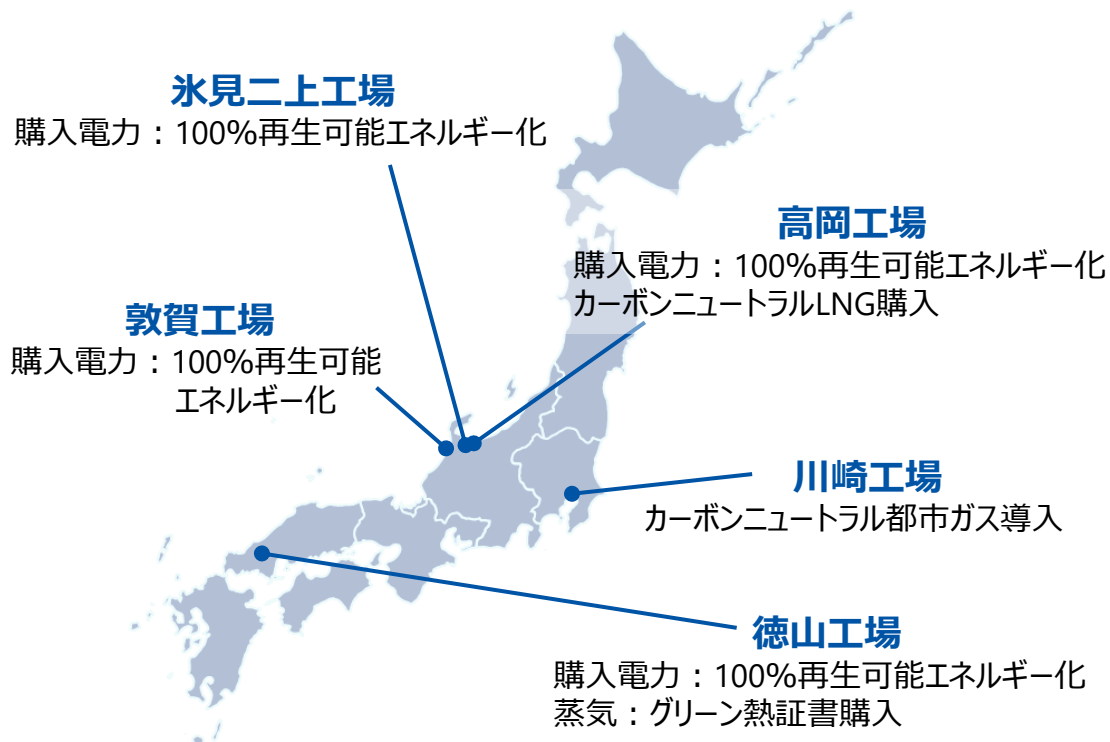 氷見二上工場
購入電力：100%再生可能エネルギー化
高岡工場
購入電力：100%再生可能エネルギー化
カーボンニュートラルLNG購入
敦賀工場
購入電力：100%再生可能
エネルギー化
川崎工場
カーボンニュートラル都市ガス導入
徳山工場
購入電力：100%再生可能エネルギー化
蒸気：グリーン熱証書購入